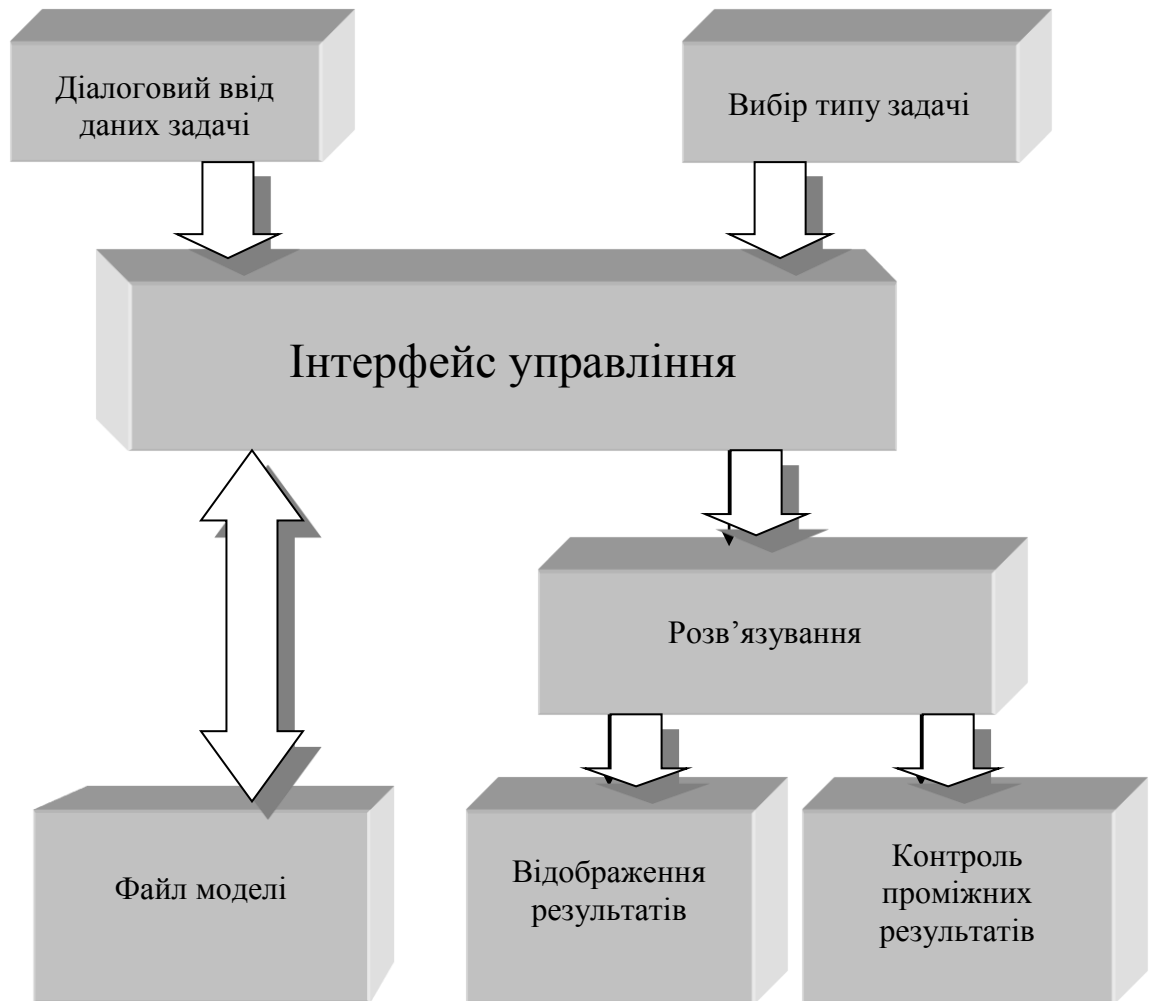 Діалоговий ввід
даних задачі
Вибір типу задачі
Інтерфейс управління
Розв’язування
Файл моделі
Відображення
результатів
Контроль
проміжних
результатів